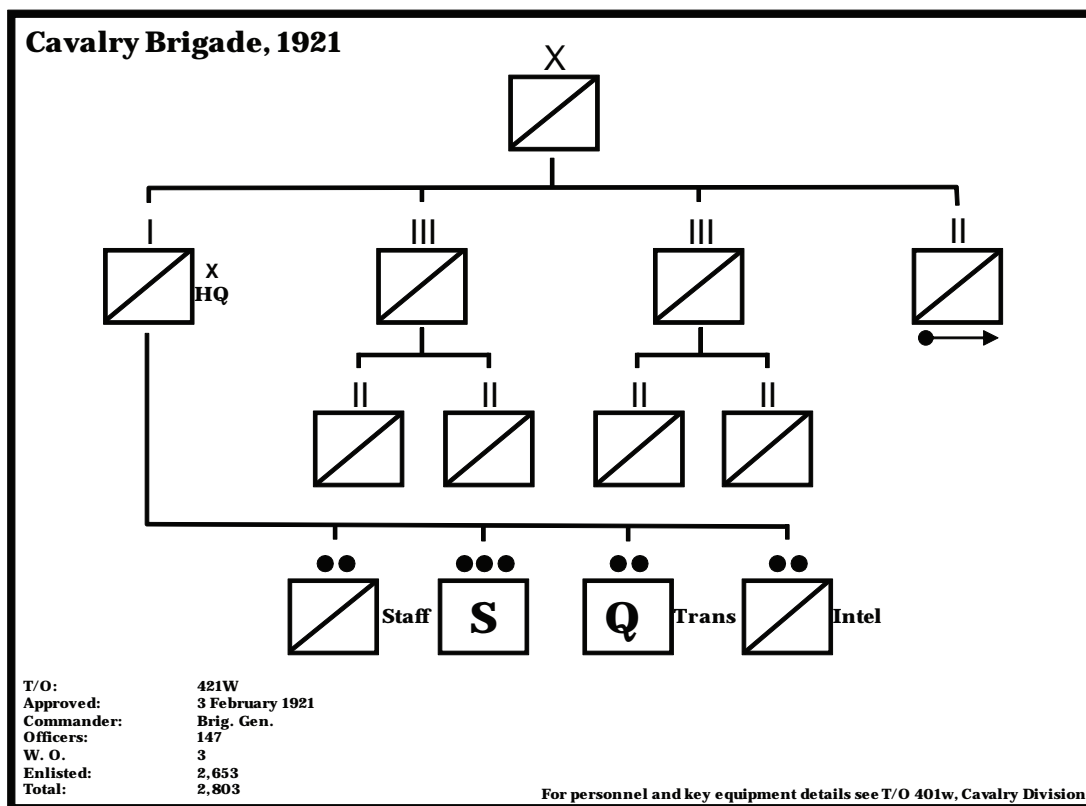 Cavalry Brigade, 1921
X
I
III
III
II
X
HQ
II
II
II
II
Staff
S
Q
Trans
Intel
T/O: 421W
Approved: 3 February 1921
Commander: Brig. Gen.
Officers: 147
W. O. 3
Enlisted: 2,653
Total: 2,803
For personnel and key equipment details see T/O 401w, Cavalry Division